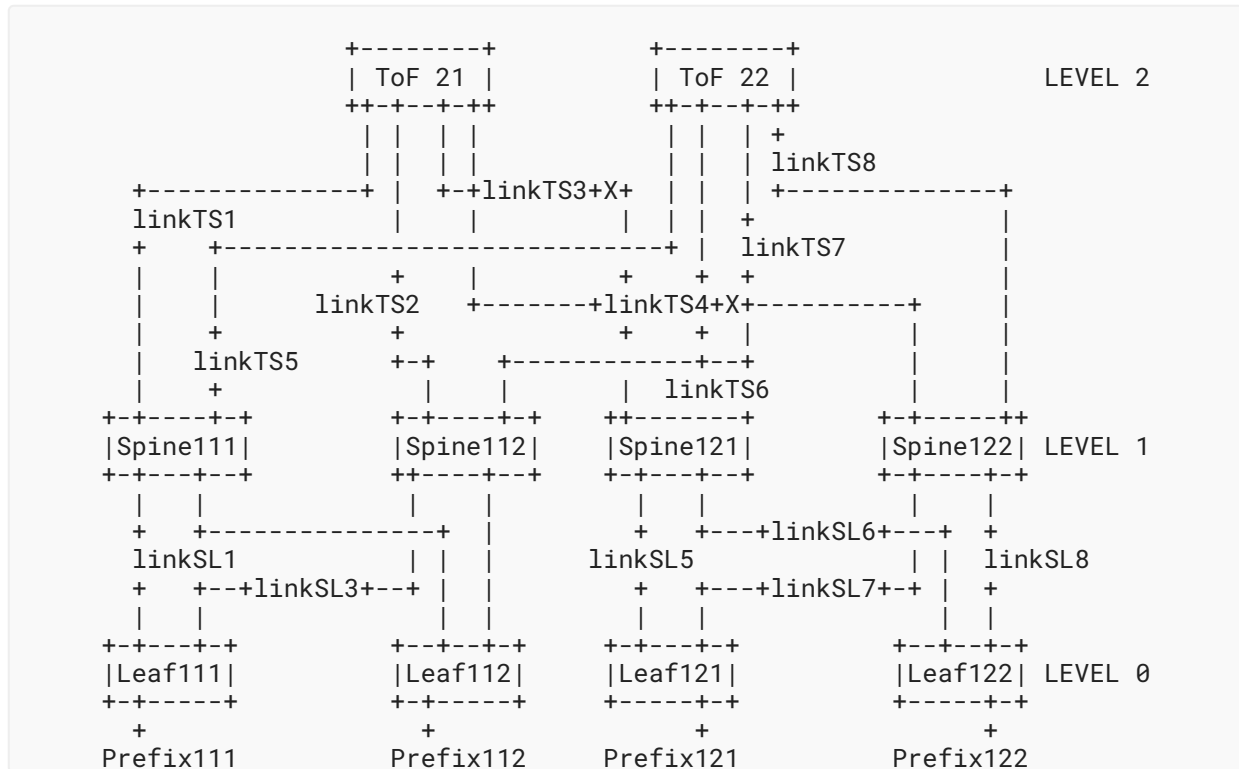 +--------+          +--------+
                | ToF 21 |          | ToF 22 |                LEVEL 2
                ++-+--+-++          ++-+--+-++
                 | |  | |            | |  | +
                 | |  | |            | |  | linkTS8
  +--------------+ |  +-+linkTS3+X+  | |  | +--------------+
  linkTS1          |    |         |  | |  +                |
  +    +-----------------------------+ |  linkTS7          |
  |    |           +    |         +    +  +                |
  |    |      linkTS2   +-------+linkTS4+X+----------+     |
  |    +           +              +    +  |          |     |
  |   linkTS5      +-+    +------------+--+          |     |
  |    +             |    |       |  linkTS6         |     |
+-+----+-+         +-+----+-+    ++-------+        +-+-----++
|Spine111|         |Spine112|    |Spine121|        |Spine122| LEVEL 1
+-+---+--+         ++----+--+    +-+---+--+        +-+----+-+
  |   |             |    |         |   |             |    |
  +   +---------------+  |         +   +---+linkSL6+---+  +
  linkSL1           | |  |      linkSL5              | |  linkSL8
  +   +--+linkSL3+--+ |  |         +   +---+linkSL7+-+ |  +
  |   |               |  |         |   |               |  |
+-+---+-+          +--+--+-+     +-+---+-+          +--+--+-+
|Leaf111|          |Leaf112|     |Leaf121|          |Leaf122| LEVEL 0
+-+-----+          +-+-----+     +-----+-+          +-----+-+
  +                  +                 +                  +
Prefix111          Prefix112     Prefix121          Prefix122